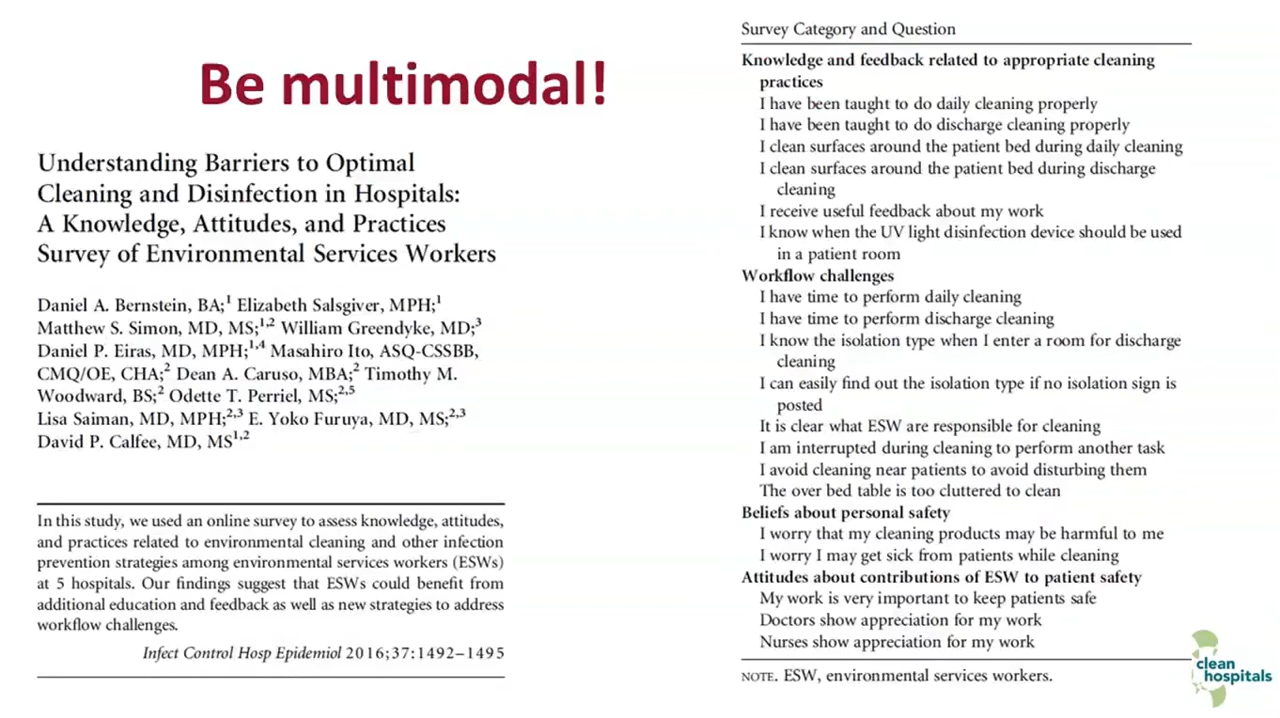 Be multimodal!
Understanding Barriers to Optimal
Cleaning and Disinfection in Hospitals:
A Knowledge, Attitudes, and Practices
Survey of Environmental Services Workers
Daniel A. Bernstein, BA;1 Elizabeth Salsgiver, MPH;1
Matthew S. Simon, MD, MS;1,2 William Greendyke, MD;3
Daniel P. Eiras, MD, MPH;1,4 Masahiro Ito, ASQ-CSSBB,
CMQ/OE, CHA;2 Dean A. Caruso, MBA;2 Timothy M.
Woodward, BS;2 Odette T. Perriel, MS;2,5
Lisa Saiman, MD, MPH;2,3 E. Yoko Furuya, MD, MS;2,3
David P. Calfee, MD, MS1,2
In this study, we used an online survey to assess knowledge, attitudes,
and practices related to environmental cleaning and other infection
prevention strategies among environmental services workers (ESWs)
at 5 hospitals. Our findings suggest that ESWs could benefit from
additional education and feedback as well as new strategies to address
workflow challenges.
Infect Control Hosp Epidemiol 2016;37:1492–1495
Survey Category and Question
Knowledge and feedback related to appropriate cleaning
practices
I have been taught to do daily cleaning properly
I have been taught to do discharge cleaning properly
I clean surfaces around the patient bed during daily cleaning
I clean surfaces around the patient bed during discharge
cleaning
I receive useful feedback about my work
I know when the UV light disinfection device should be used
in a patient room
Workflow challenges
I have time to perform daily cleaning
I have time to perform discharge cleaning
I know the isolation type when I enter a room for discharge
cleaning
I can easily find out the isolation type if no isolation sign is
posted
It is clear what ESW are responsible for cleaning
I am interrupted during cleaning to perform another task
I avoid cleaning near patients to avoid disturbing them
The over bed table is too cluttered to clean
Beliefs about personal safety
I worry that my cleaning products may be harmful to me
I worry I may get sick from patients while cleaning
Attitudes about contributions of ESW to patient safety
My work is very important to keep patients safe
Doctors show appreciation for my work
Nurses show appreciation for my work
NOTE. ESW, environmental services workers.
clean
hospitals